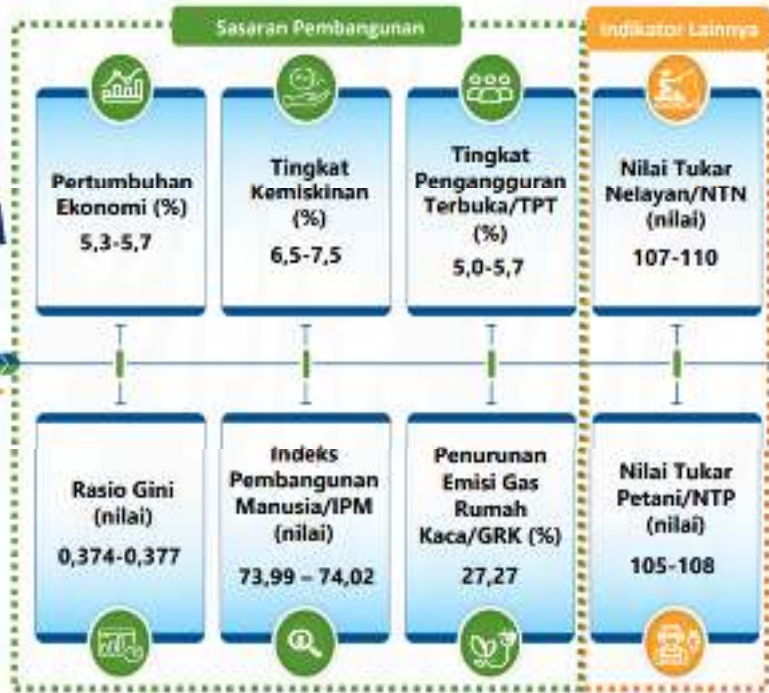 Sasaran Pembangunan
Indikator Lainnya
Pertumbuhan
Ekonomi (%)
5,3-5,7
Tingkat
Kemiskinan
(%)
6,5-7,5
Tingkat
Pengangguran
Terbuka/TPT
(%)
5,0-5,7
Nilai Tukar
Nelayan/NTN
(nilai)
107-110
Rasio Gini
(nilai)
0,374-0,377
Indeks
Pembangunan
Manusia/IPM
(nilai)
73,99 – 74,02
Penurunan
Emisi Gas
Rumah
Kaca/GRK (%)
27,27
Nilai Tukar
Petani/NTP
(nilai)
105-108